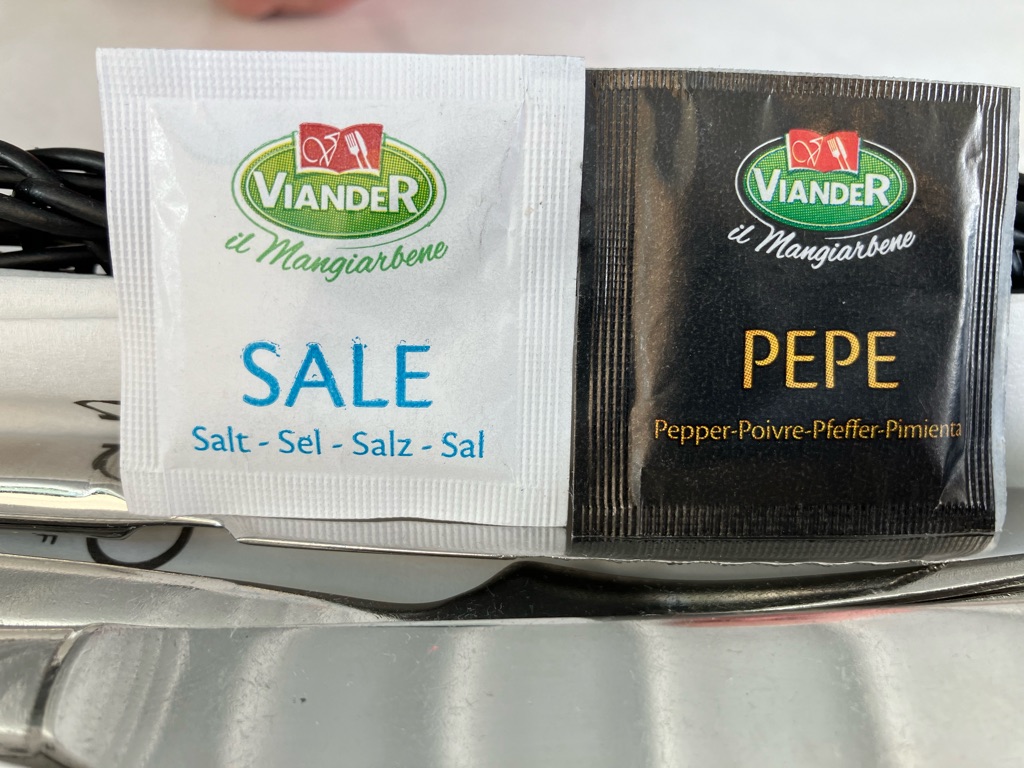 VIANDER
il Mangiarbene
SALE
Salt - Sel - Salz - Sal
VIANDER
il Mangiarbene
PEPE
Pepper-Poivre-Pfeffer-Pimienta